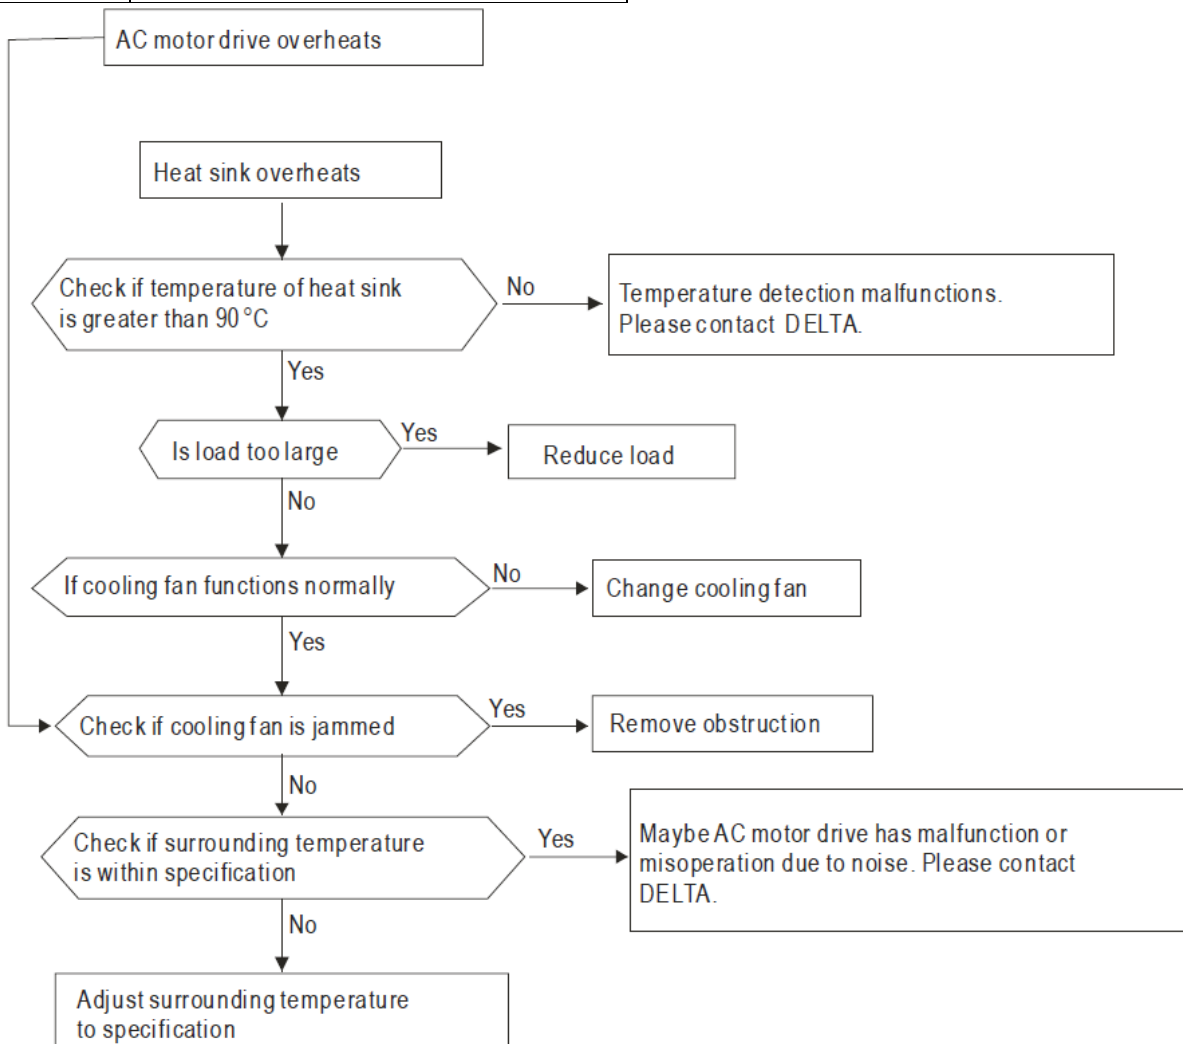 AC motor drive overheats
Heat sink overheats
Check if temperature of heat sink
is greater than 90°C
No
Temperature detection malfunctions.
Please contact DELTA.
Yes
Is load too large
Yes
Reduce load
No
If cooling fan functions normally
No
Change cooling fan
Yes
Check if cooling fan is jammed
Yes
Remove obstruction
No
Check if surrounding temperature
is within specification
Yes
Maybe AC motor drive has malfunction or
misoperation due to noise. Please contact
DELTA.
No
Adjust surrounding temperature
to specification